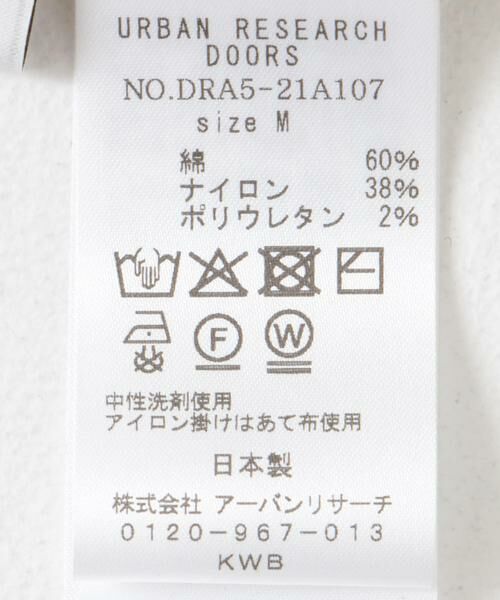 URBAN RESEARCH
DOORS
NO.DRA5-21A107
size M
綿 60%
ナイロン 38%
ポリウレタン 2%
F W
中性洗剤使用
アイロン掛けはあて布使用
日本製
株式会社 アーバンリサーチ
0120-967-013
KWB